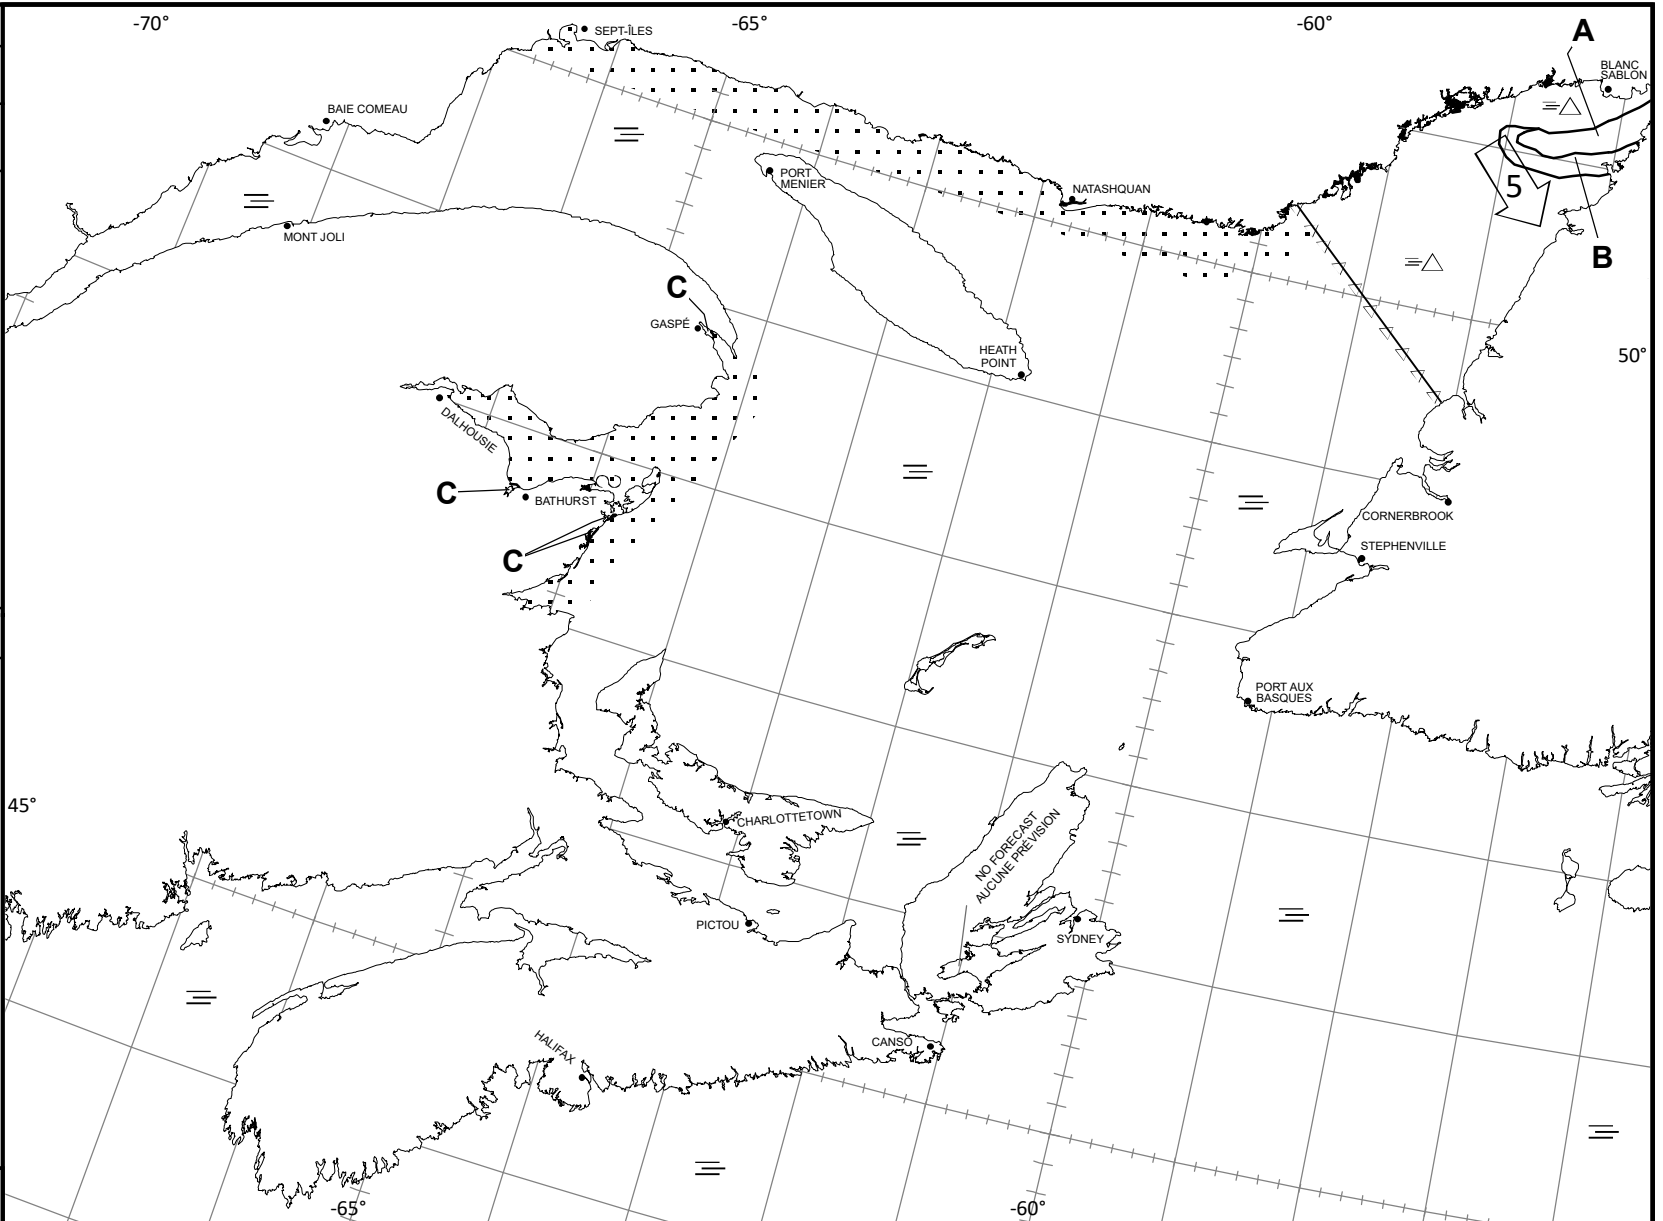 -70°
-65°
-60°
A
SEPT-ÎLES
BLANC
SABLON
BAIE COMEAU
PORT
MENIER
5
NATASHQUAN
MONT JOLI
B
C
GASPÉ
HEATH
POINT
50°
DALHOUSIE
C
BATHURST
CORNERBROOK
C
STEPHENVILLE
PORT AUX
BASQUES
45°
CHARLOTTETOWN
NO FORECAST
AUCUNE PRÉVISION
PICTOU
SYDNEY
HALIFAX
CANSO
-65°
-60°